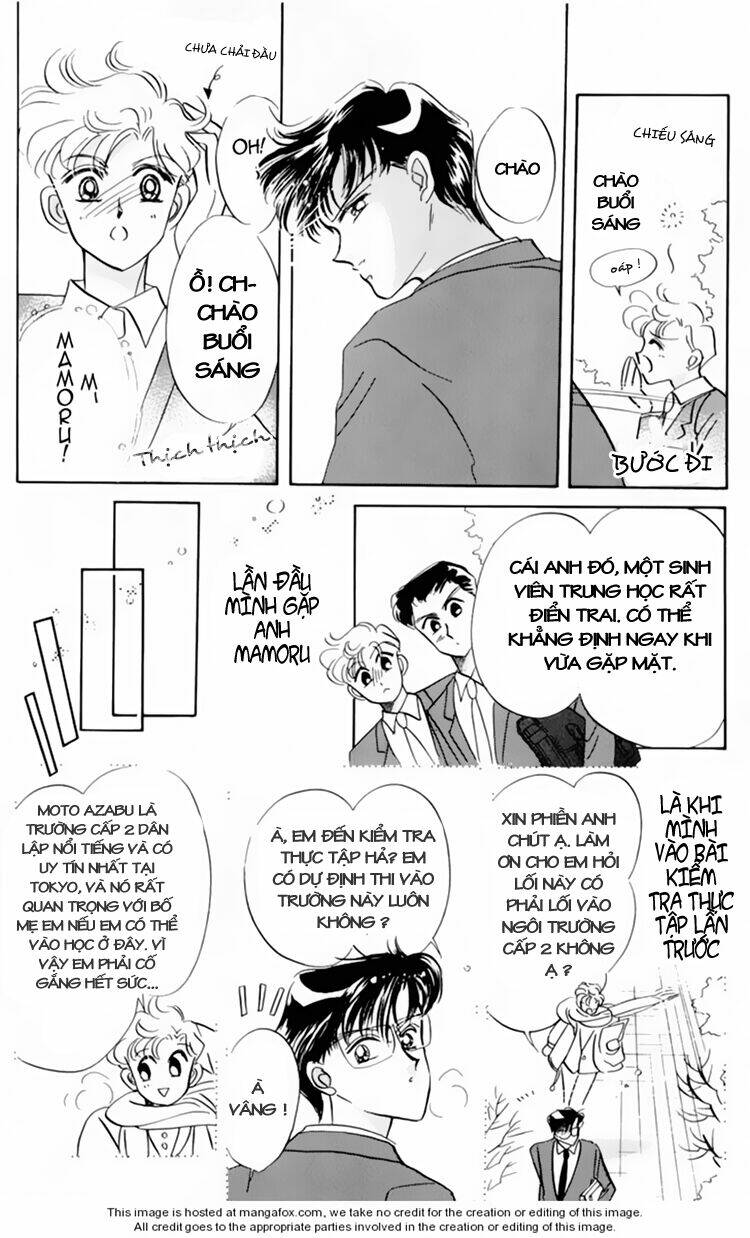 CHIẾU SÁNG
CHÀO
BUỔI
SÁNG
oáp !
BƯỚC ĐI
CHÀO
CHƯA CHẢI ĐẦU
OH!
Ồ! CH-
CHÀO
BUỔI
SÁNG
MI
MAMORU!
Thịch thịch
CÁI ANH ĐÓ, MỘT SINH
VIÊN TRUNG HỌC RẤT
ĐIỂN TRAI. CÓ THỂ
KHẲNG ĐỊNH NGAY KHI
VỪA GẶP MẶT.
LẦN ĐẦU
MÌNH GẶP
ANH
MAMORU
LÀ KHI
MÌNH
VÀO BÀI
KIỂM
TRA THỰC
TẬP LẦN
TRƯỚC
XIN PHIỀN ANH
CHÚT Ạ. LÀM
ƠN CHO EM HỎI
LỐI NÀY CÓ
PHẢI LỐI VÀO
NGÔI TRƯỜNG
CẤP 2 KHÔNG
Ạ ?
À, EM ĐẾN KIỂM TRA
THỰC TẬP HẢ? EM
CÓ DỰ ĐỊNH THI VÀO
TRƯỜNG NÀY LUÔN
KHÔNG ?
À
VÂNG !
MOTO AZABU LÀ
TRƯỜNG CẤP 2 DÂN
LẬP NỔI TIẾNG VÀ CÓ
UY TÍN NHẤT TẠI
TOKYO, VÀ NÓ RẤT
QUAN TRỌNG VỚI BỐ
MẸ EM NẾU EM CÓ THỂ
VÀO HỌC Ở ĐÂY. VÌ
VẬY EM PHẢI CỐ
GẮNG HẾT SỨC...
This image is hosted at mangafox.com, we take no credit for the creation or editing of this image.
All credit goes to the appropriate parties involved in the creation or editing of this image.